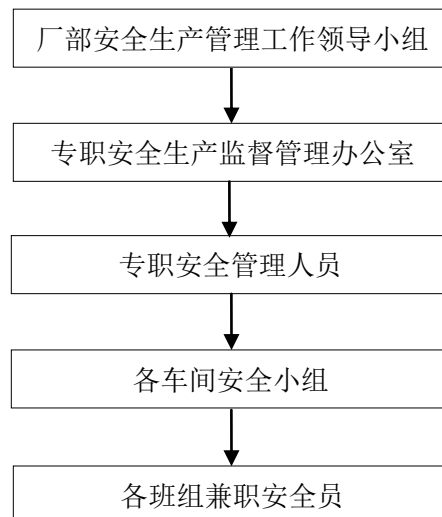 厂部安全生产管理工作领导小组
专职安全生产监督管理办公室
专职安全管理人员
各车间安全小组
各班组兼职安全员